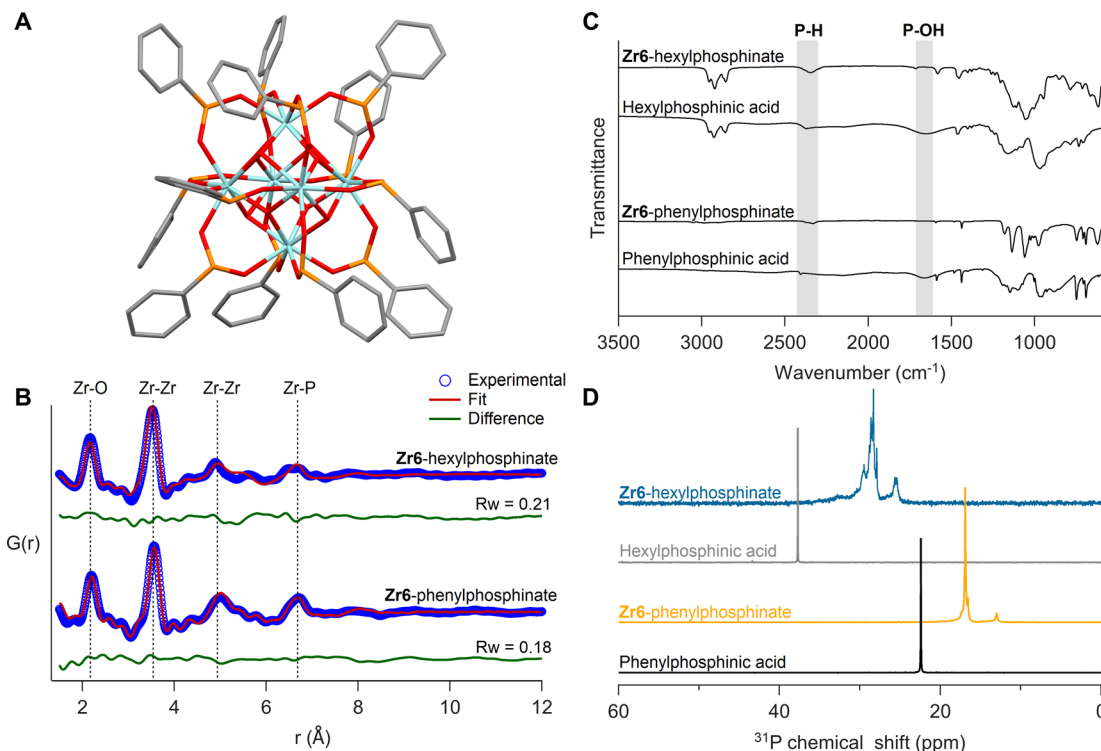 A
B
Zr-O
Zr-Zr
Zr-Zr
Zr-P
Experimental
Fit
Difference
Zr6-hexylphosphinate
Rw = 0.21
G(r)
Zr6-phenylphosphinate
Rw = 0.18
2
4
6
8
10
12
r (Å)
C
P-H
P-OH
Zr6-hexylphosphinate
Hexylphosphinic acid
Zr6-phenylphosphinate
Phenylphosphinic acid
Transmittance
3500
3000
2500
2000
1500
1000
Wavenumber (cm⁻¹)
D
Zr6-hexylphosphinate
Hexylphosphinic acid
Zr6-phenylphosphinate
Phenylphosphinic acid
60
40
20
0
³¹P chemical shift (ppm)